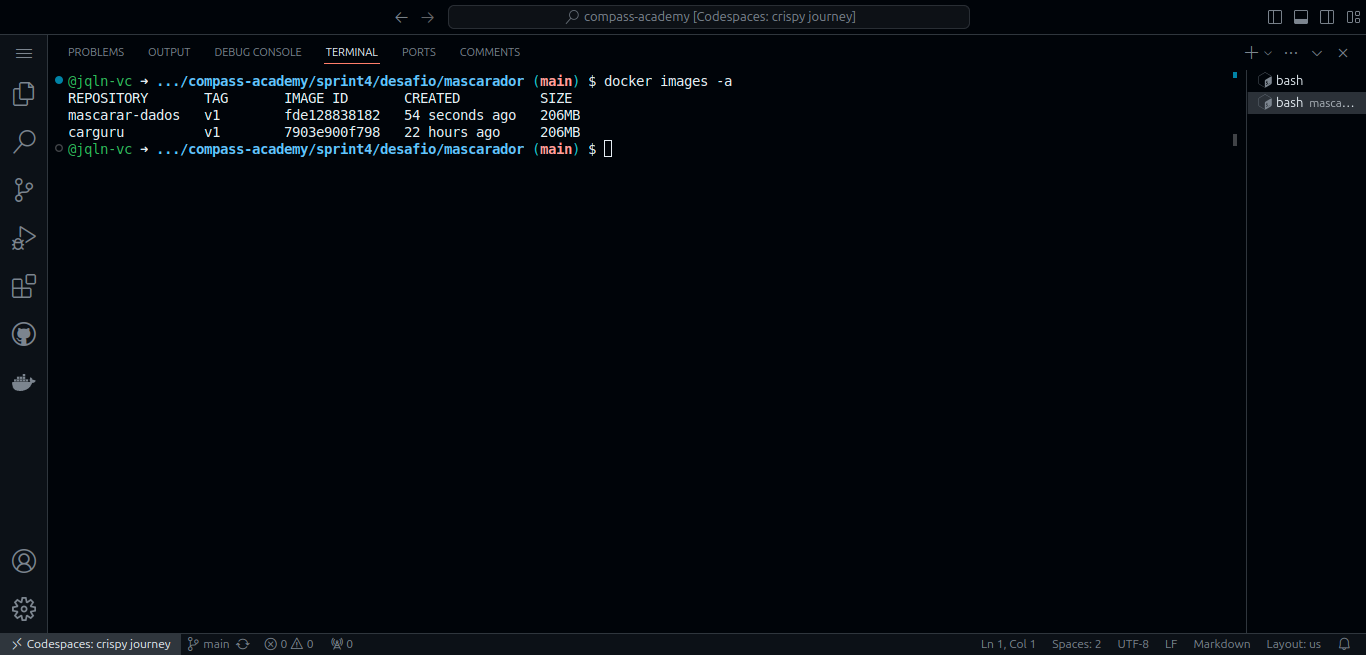 compass-academy [Codespaces: crispy journey]
PROBLEMS OUTPUT DEBUG CONSOLE TERMINAL PORTS COMMENTS
@jqln-vc ➜ .../compass-academy/sprint4/desafio/mascarador (main) $ docker images -a
REPOSITORY TAG IMAGE ID CREATED SIZE
mascarar-dados v1 fde128838182 54 seconds ago 206MB
carguru v1 7903e900f798 22 hours ago 206MB
@jqln-vc ➜ .../compass-academy/sprint4/desafio/mascarador (main) $
bash
bash masca...
Codespaces: crispy journey main 0 0 0 Ln 1, Col 1 Spaces: 2 UTF-8 LF Markdown Layout: us